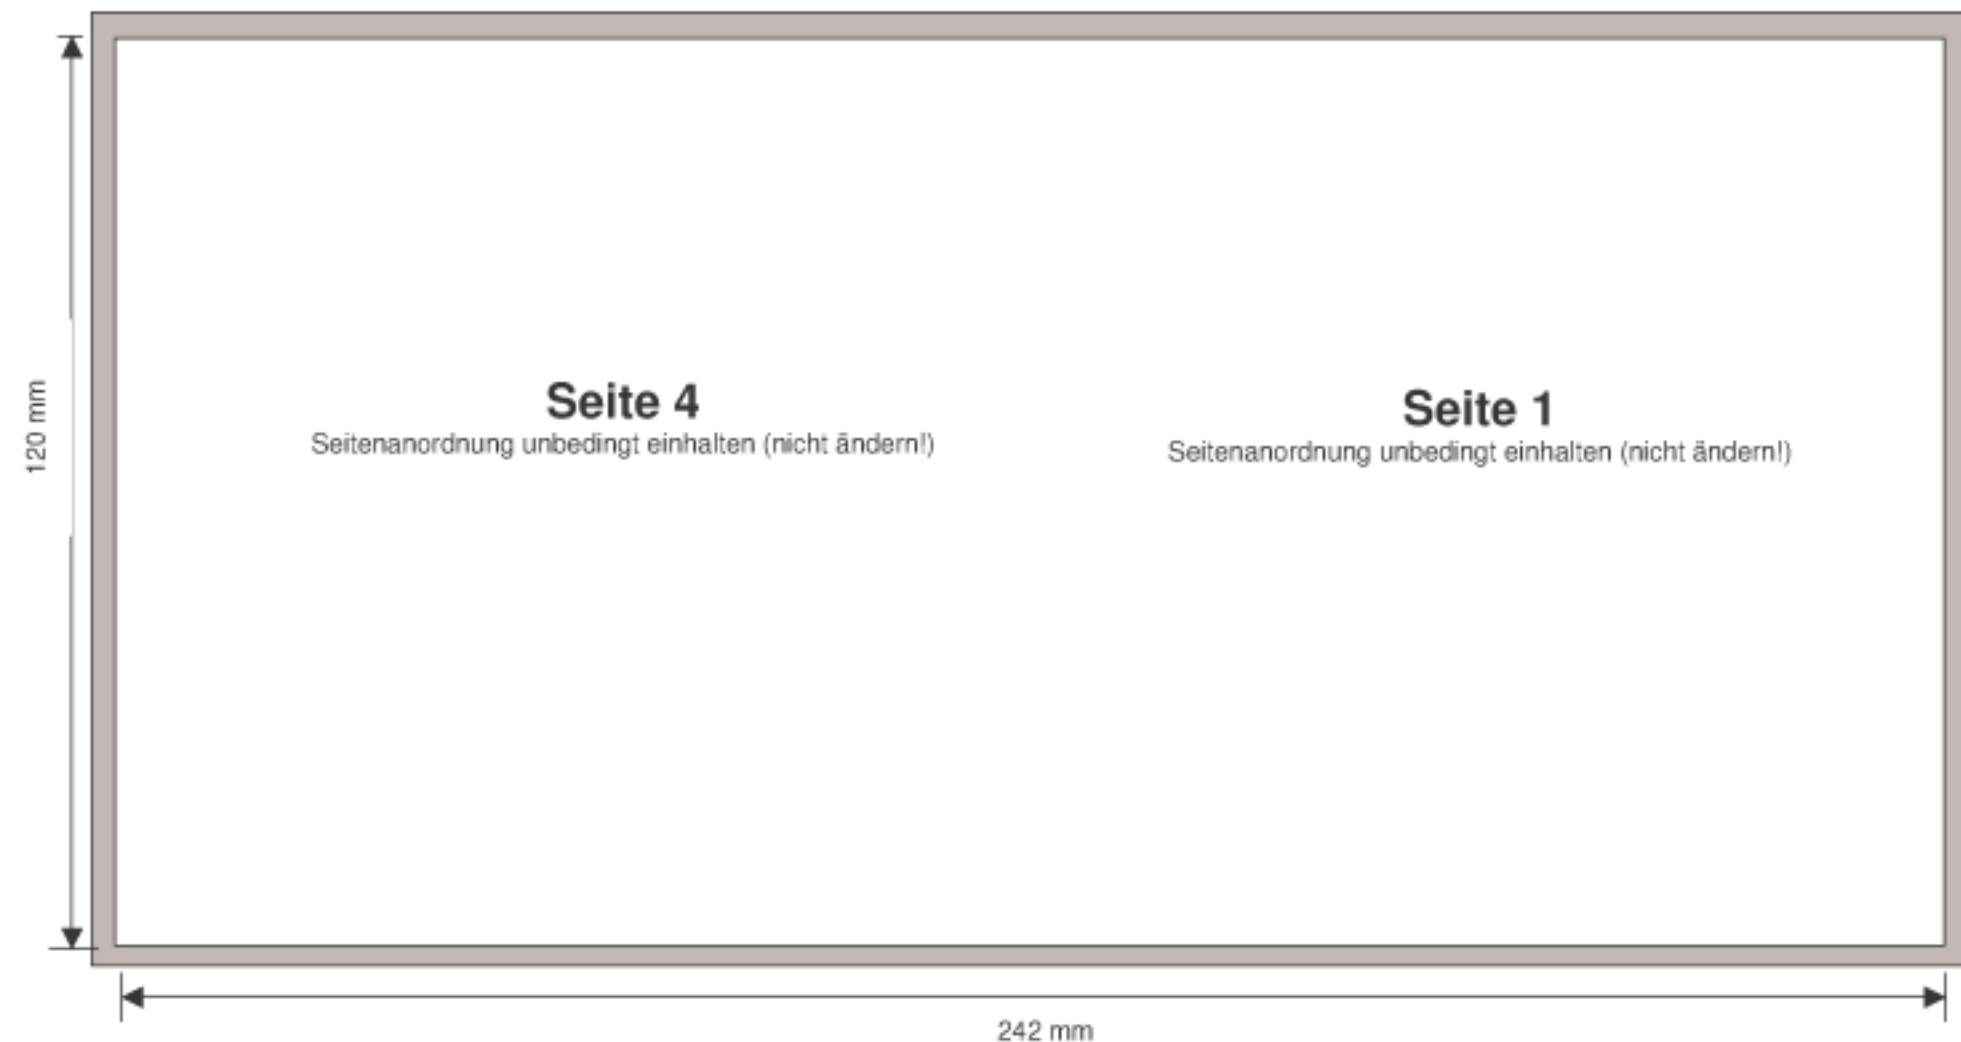 120 mm
Seite 4
Seitenanordnung unbedingt einhalten (nicht ändern!)
Seite 1
Seitenanordnung unbedingt einhalten (nicht ändern!)
242 mm